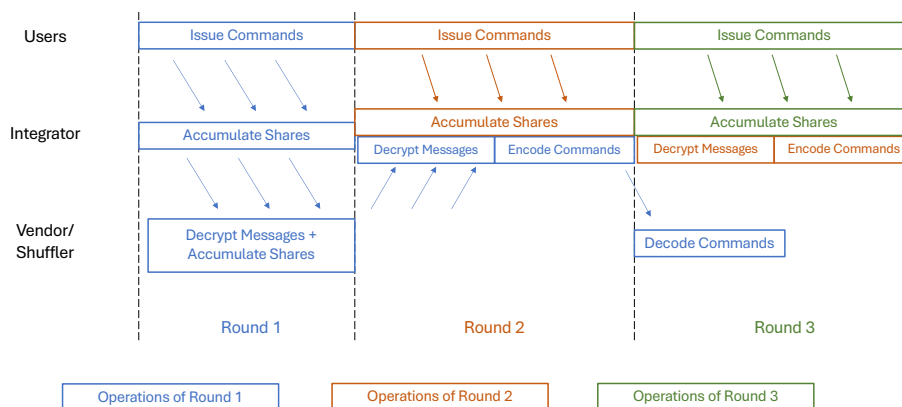 Users
Issue Commands
Issue Commands
Issue Commands
Integrator
Accumulate Shares
Accumulate Shares
Accumulate Shares
Decrypt Messages
Encode Commands
Decrypt Messages
Encode Commands
Vendor/
Shuffler
Decrypt Messages +
Accumulate Shares
Decode Commands
Round 1
Round 2
Round 3
Operations of Round 1
Operations of Round 2
Operations of Round 3